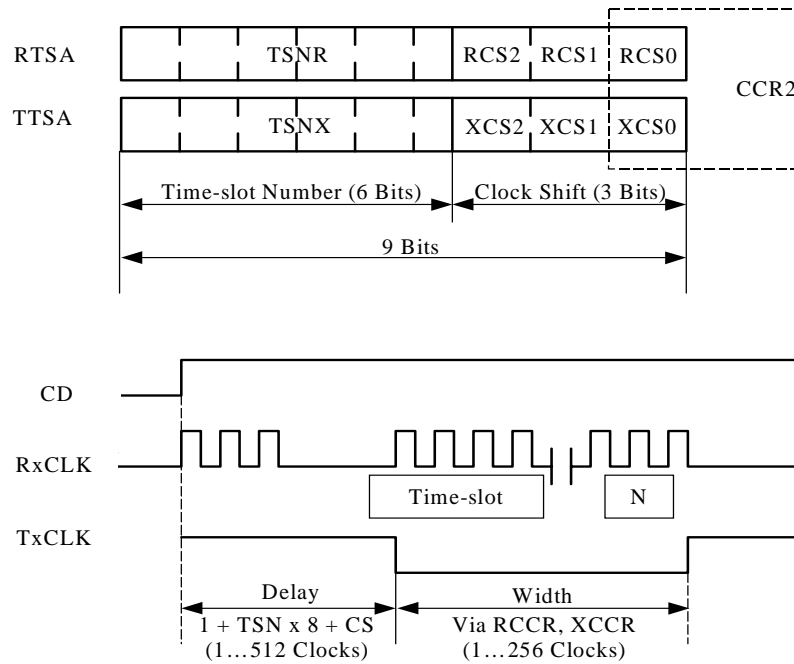 RTSA TSNR RCS2 RCS1 RCS0
CCR2
TTSA TSNX XCS2 XCS1 XCS0
Time-slot Number (6 Bits) Clock Shift (3 Bits)
9 Bits
CD
RxCLK
Time-slot N
TxCLK
Delay Width
1 + TSN x 8 + CS Via RCCR, XCCR
(1…512 Clocks) (1…256 Clocks)